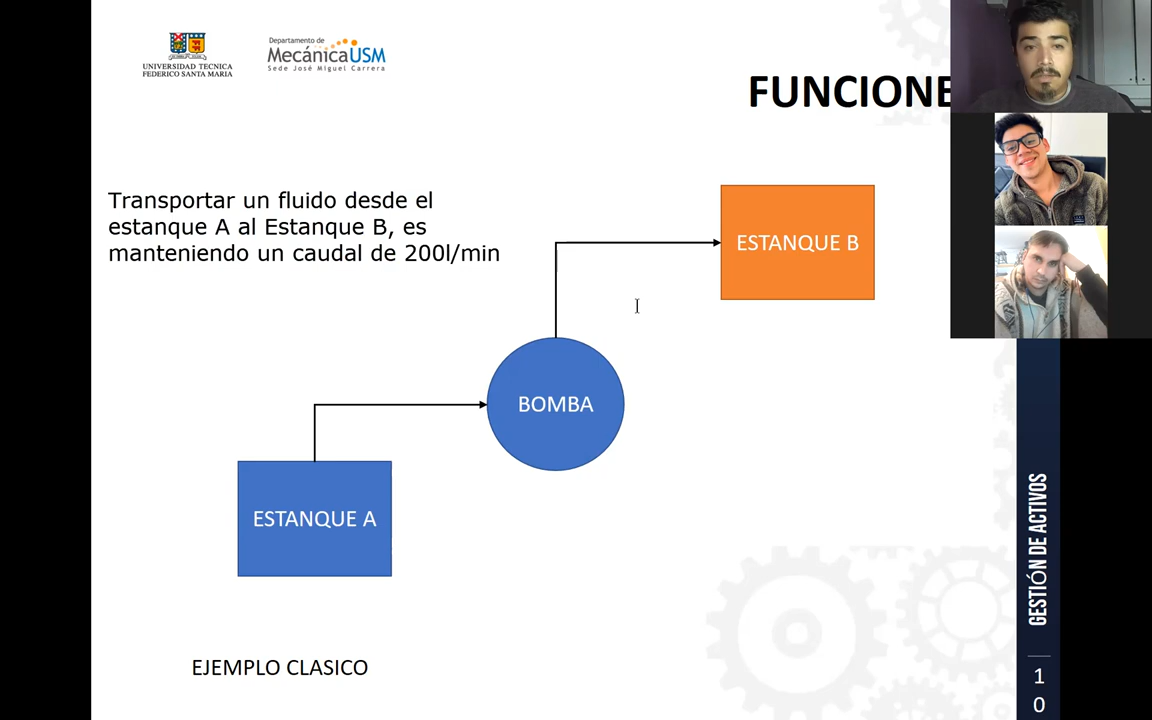 UNIVERSIDAD TECNICA
FEDERICO SANTA MARIA
Departamento de
MecánicaUSM
Sede José Miguel Carrera
FUNCIONE
Transportar un fluido desde el
estanque A al Estanque B, es
manteniendo un caudal de 200l/min
ESTANQUE B
BOMBA
ESTANQUE A
EJEMPLO CLASICO
GESTIÓN DE ACTIVOS
1
0